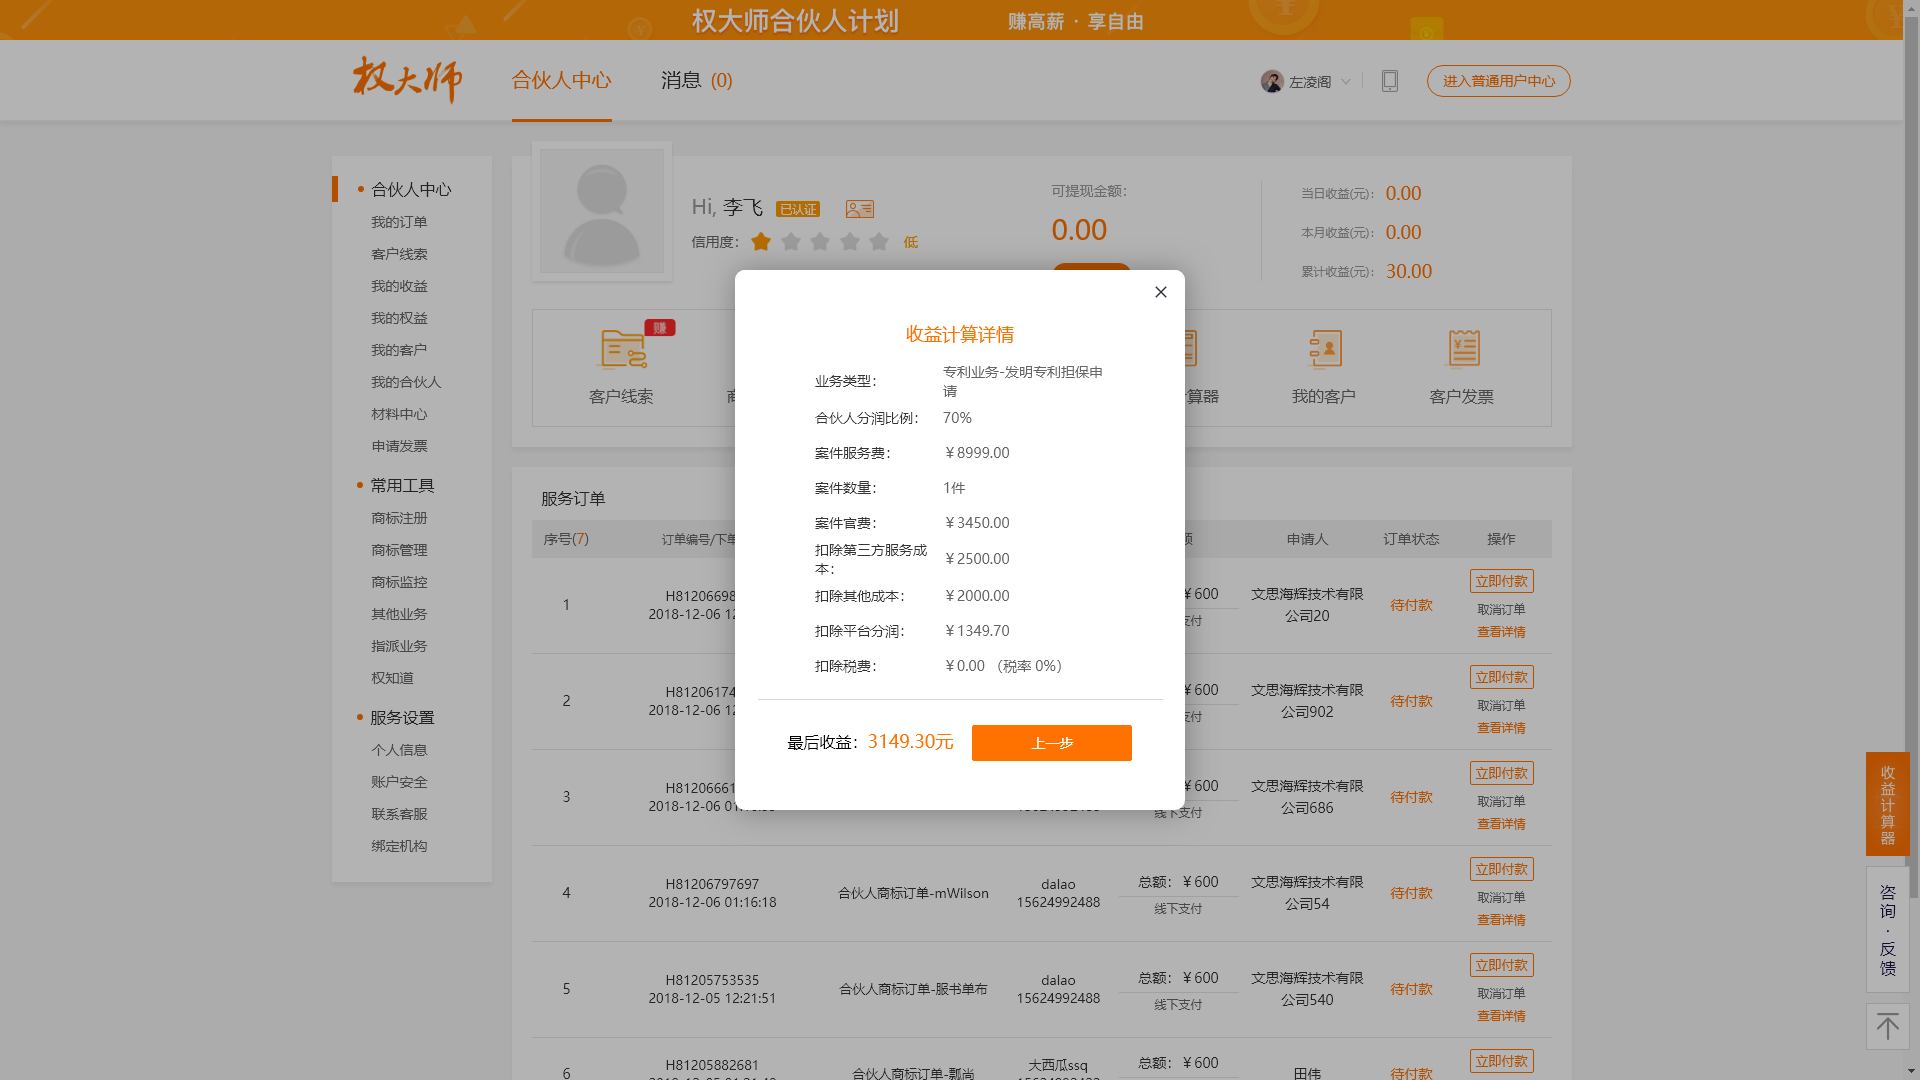 权大师合伙人计划 赚高薪 · 享自由
权大师 合伙人中心 消息 (0) 左凌阁 进入普通用户中心
合伙人中心
我的订单
客户线索
我的收益
我的权益
我的客户
我的合伙人
材料中心
申请发票
常用工具
商标注册
商标管理
商标监控
其他业务
指派业务
权知道
服务设置
个人信息
账户安全
联系客服
绑定机构
Hi, 李飞 已认证
信用度： 低
可提现金额：
0.00
当日收益(元)： 0.00
本月收益(元)： 0.00
累计收益(元)： 30.00
赚
客户线索
算器
我的客户
客户发票
收益计算详情
业务类型： 专利业务-发明专利担保申
请
合伙人分润比例： 70%
案件服务费： ￥8999.00
案件数量： 1件
案件官费： ￥3450.00
扣除第三方服务成
本： ￥2500.00
扣除其他成本： ￥2000.00
扣除平台分润： ￥1349.70
扣除税费： ￥0.00 （税率 0%）
最后收益：3149.30元 上一步
服务订单
序号(7) 订单编号/下单 申请人 订单状态 操作
1 H81206698 ￥600 文思海辉技术有限 待付款 立即付款
2018-12-06 12 支付 公司20 取消订单
查看详情
2 H81206174 ￥600 文思海辉技术有限 待付款 立即付款
2018-12-06 12 支付 公司902 取消订单
查看详情
3 H81206661 ￥600 文思海辉技术有限 待付款 立即付款
2018-12-06 01 线下支付 公司686 取消订单
查看详情
4 H81206797697 合伙人商标订单-mWilson dalao 总额：￥600 文思海辉技术有限 待付款 立即付款
2018-12-06 01:16:18 15624992488 线下支付 公司54 取消订单
查看详情
5 H81205753535 合伙人商标订单-服书单布 dalao 总额：￥600 文思海辉技术有限 待付款 立即付款
2018-12-05 12:21:51 15624992488 线下支付 公司540 取消订单
查看详情
6 H81205882681 合伙人商标订单-瓢尚 大西瓜ssq 总额：￥600 田伟 待付款 立即付款
收益计算器
咨询·反馈